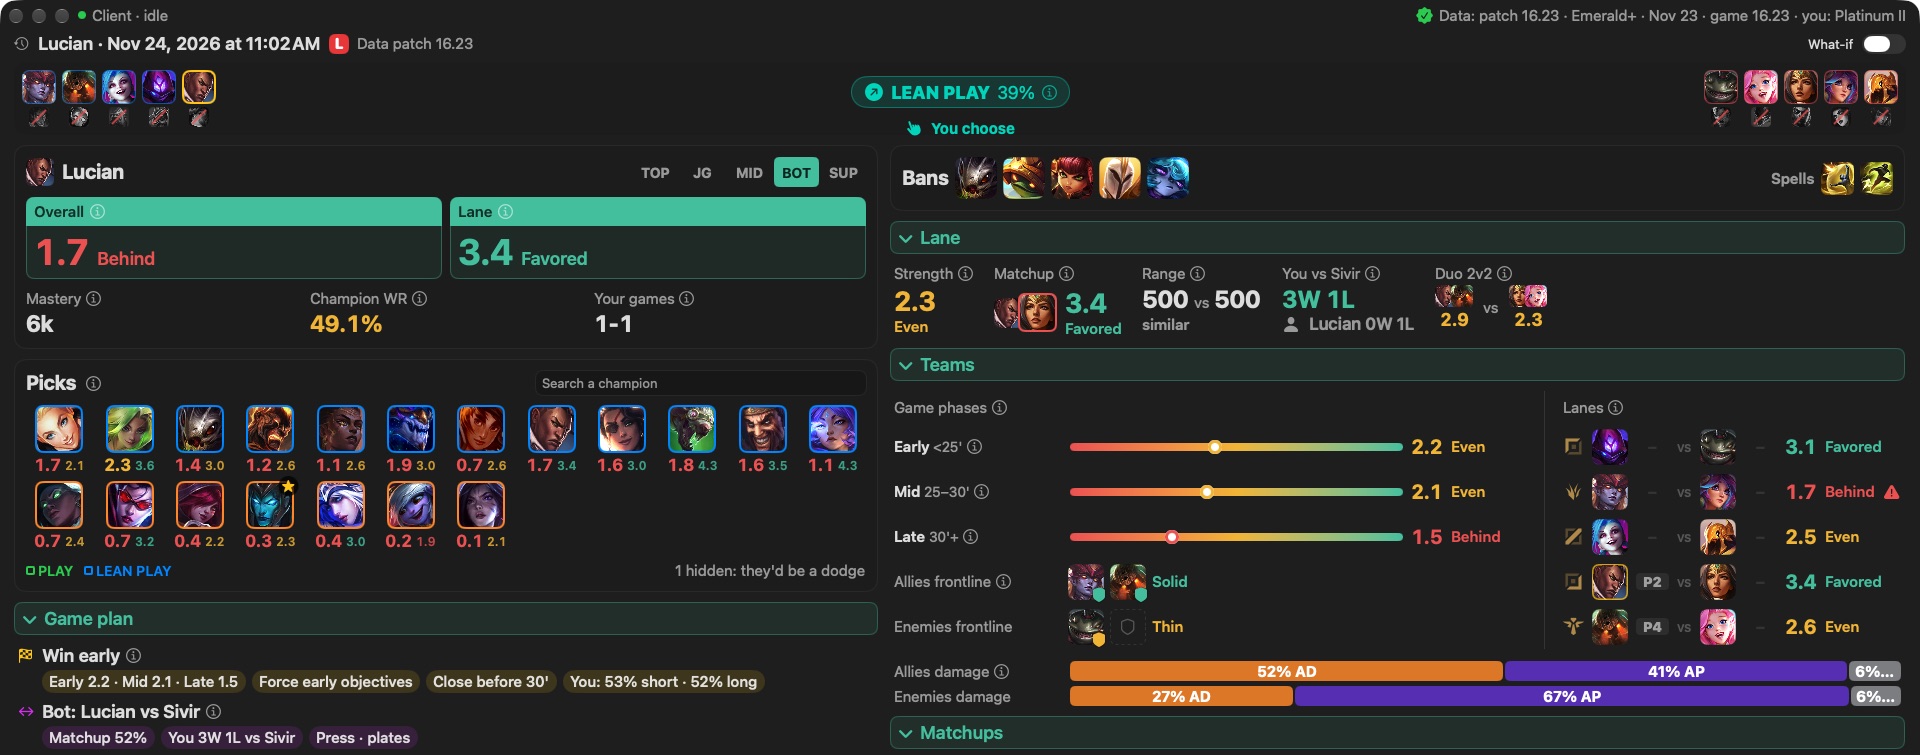 Client · idle
Data: patch 16.23 · Emerald+ · Nov 23 · game 16.23 · you: Platinum II
Lucian · Nov 24, 2026 at 11:02 AM L Data patch 16.23
What-if
LEAN PLAY 39%
You choose
Lucian
TOP JG MID BOT SUP
Overall
1.7 Behind
Lane
3.4 Favored
Mastery
6k
Champion WR
49.1%
Your games
1-1
Picks
Search a champion
1.7 2.1 2.3 3.6 1.4 3.0 1.2 2.6 1.1 2.6 1.9 3.0 0.7 2.6 1.7 3.4 1.6 3.0 1.8 4.3 1.6 3.5 1.1 4.3
0.7 2.4 0.7 3.2 0.4 2.2 0.3 2.3 0.4 3.0 0.2 1.9 0.1 2.1
PLAY LEAN PLAY
1 hidden: they'd be a dodge
Game plan
Win early
Early 2.2 · Mid 2.1 · Late 1.5 Force early objectives Close before 30' You: 53% short · 52% long
Bot: Lucian vs Sivir
Matchup 52% You 3W 1L vs Sivir Press · plates
Bans
Spells
Lane
Strength
2.3
Even
Matchup
3.4
Favored
Range
500 vs 500
similar
You vs Sivir
3W 1L
Lucian 0W 1L
Duo 2v2
2.9 vs 2.3
Teams
Game phases
Early <25' 2.2 Even
Mid 25–30' 2.1 Even
Late 30'+ 1.5 Behind
Allies frontline Solid
Enemies frontline Thin
Lanes
– vs – 3.1 Favored
– vs – 1.7 Behind
– vs – 2.5 Even
P2 vs – 3.4 Favored
P4 vs – 2.6 Even
Allies damage 52% AD 41% AP 6%...
Enemies damage 27% AD 67% AP 6%...
Matchups